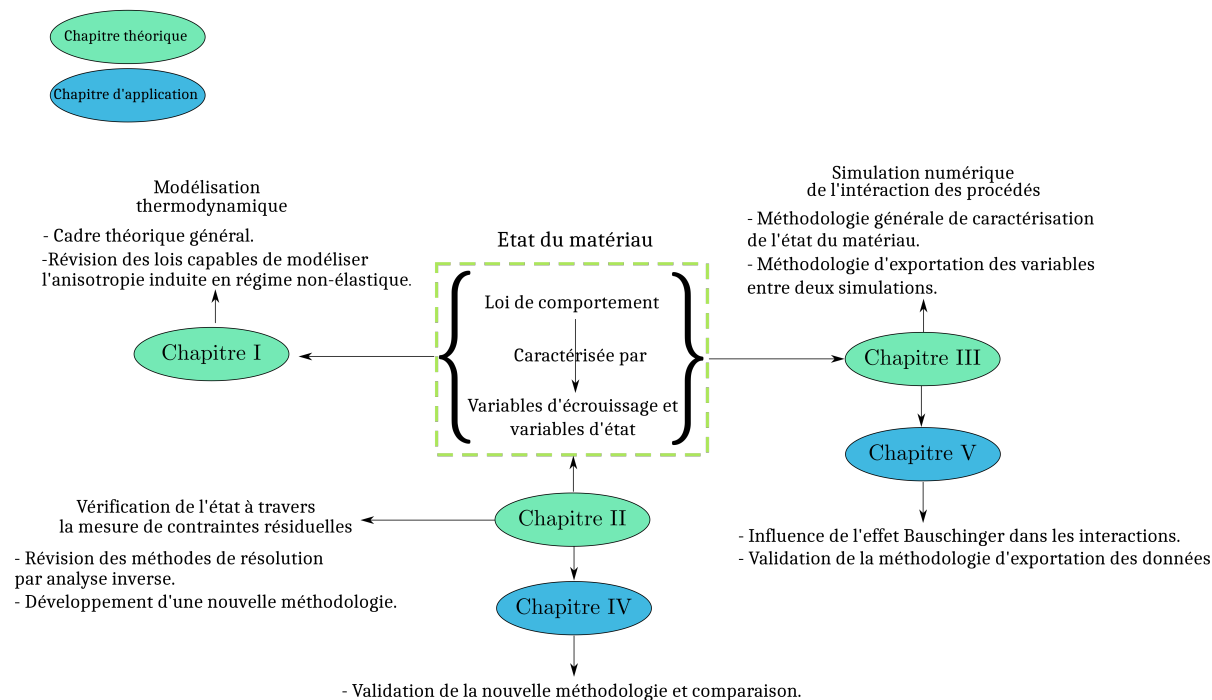 Chapitre théorique
Chapitre d'application
Modélisation
thermodynamique
- Cadre théorique général.
-Révision des lois capables de modéliser
l'anisotropie induite en régime non-élastique.
Chapitre I
Etat du matériau
Loi de comportement
Caractérisée par
Variables d'écrouissage et
variables d'état
Simulation numérique
de l'intéraction des procédés
- Méthodologie générale de caractérisation
de l'état du matériau.
- Méthodologie d'exportation des variables
entre deux simulations.
Chapitre III
Chapitre V
- Influence de l'effet Bauschinger dans les interactions.
- Validation de la méthodologie d'exportation des données
Chapitre II
Vérification de l'état à travers
la mesure de contraintes résiduelles
- Révision des méthodes de résolution
par analyse inverse.
- Développement d'une nouvelle méthodologie.
Chapitre IV
- Validation de la nouvelle méthodologie et comparaison.